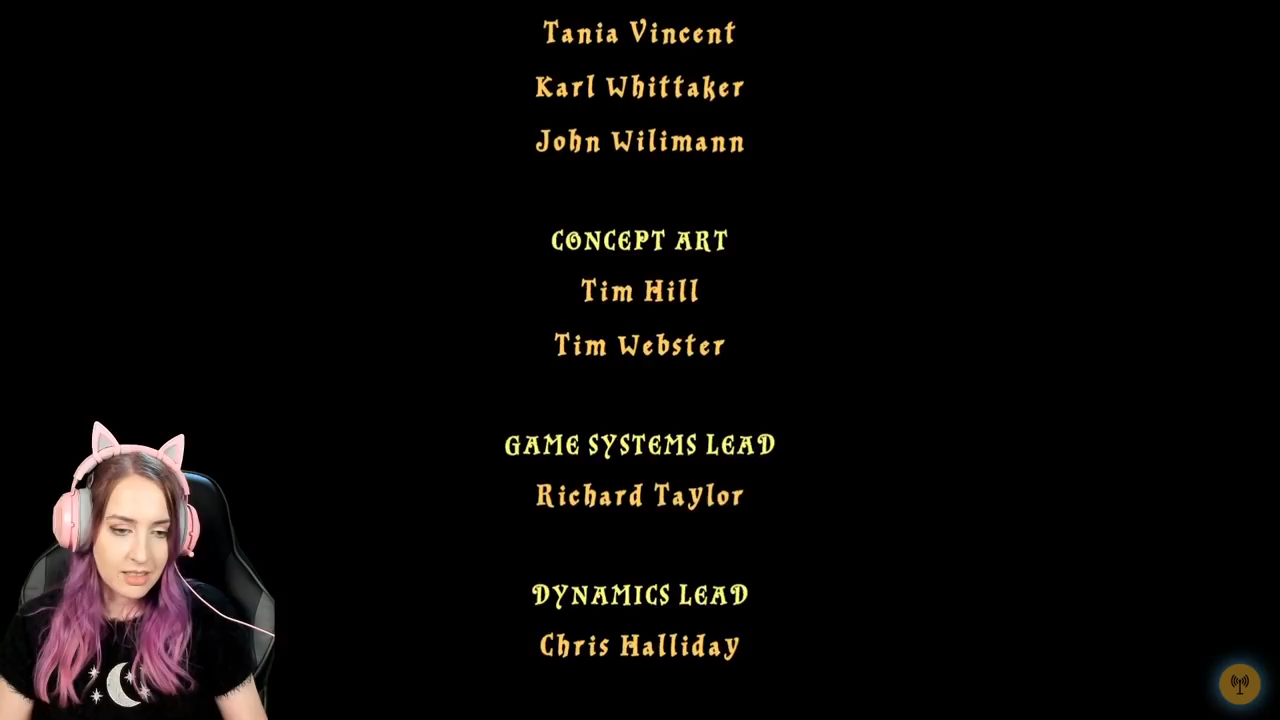 Tania Vincent
Karl Whittaker
John Wilimann
CONCEPT ART
Tim Hill
Tim Webster
GAME SYSTEMS LEAD
Richard Taylor
DYNAMICS LEAD
Chris Halliday